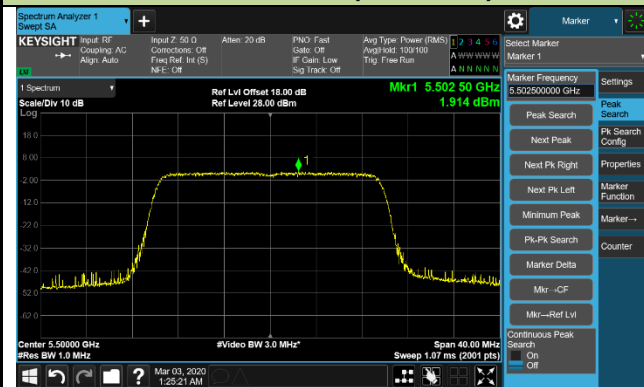 Spectrum Analyzer 1
Swept SA
+
Marker
KEYSIGHT
Input: RF
Coupling: AC
Align: Auto
Input Z: 50 Ω
Corrections: Off
Freq Ref: Int (S)
NFE: Off
Atten: 20 dB
PNO: Fast
Gate: Off
IF Gain: Low
Sig Track: Off
Avg Type: Power (RMS)
Avg|Hold: 100/100
Trig: Free Run
1 2 3 4 5 6
A W W W W W
A N N N N N
Select Marker
Marker 1
1 Spectrum
Scale/Div 10 dB
Log
Ref Lvl Offset 18.00 dB
Ref Level 28.00 dBm
Mkr1 5.502 50 GHz
1.914 dBm
18.0
8.00
-2.00
-12.0
-22.0
-32.0
-42.0
-52.0
-62.0
1
Center 5.50000 GHz
#Res BW 1.0 MHz
#Video BW 3.0 MHz*
Span 40.00 MHz
Sweep 1.07 ms (2001 pts)
Marker Frequency
5.502500000 GHz
Peak Search
Next Peak
Next Pk Right
Next Pk Left
Minimum Peak
Pk-Pk Search
Marker Delta
Mkr→CF
Mkr→Ref Lvl
Continuous Peak
Search
On
Off
Settings
Peak
Search
Pk Search
Config
Properties
Marker
Function
Marker→
Counter
?
Mar 03, 2020
1:25:21 AM